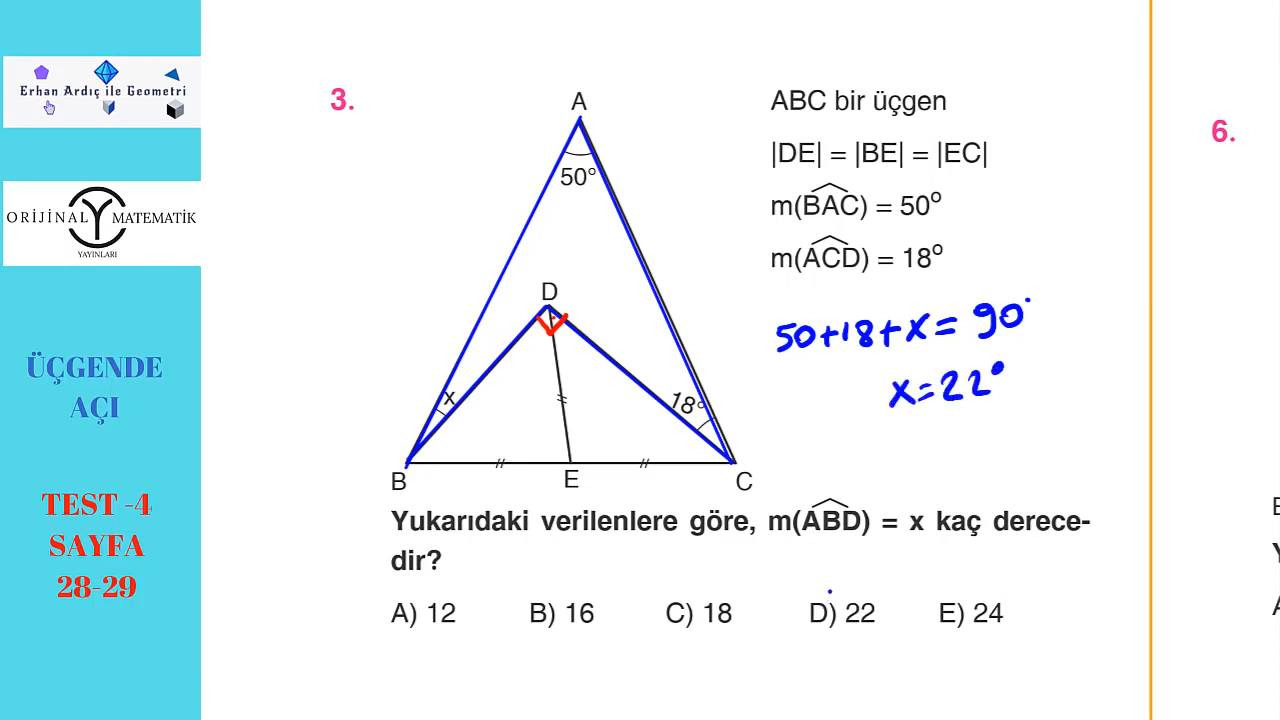 Erhan Ardıç ile Geometri
ORİJİNAL MATEMATİK
YAYINLARI
ÜÇGENDE
AÇI
TEST -4
SAYFA
28-29
3.
A
50°
D
x
18°
B
E
C
ABC bir üçgen
|DE| = |BE| = |EC|
m(BAC) = 50°
m(ACD) = 18°
50+18+x=90°
x=22°
Yukarıdaki verilenlere göre, m(ABD) = x kaç derece-
dir?
A) 12 B) 16 C) 18 D) 22 E) 24
6.